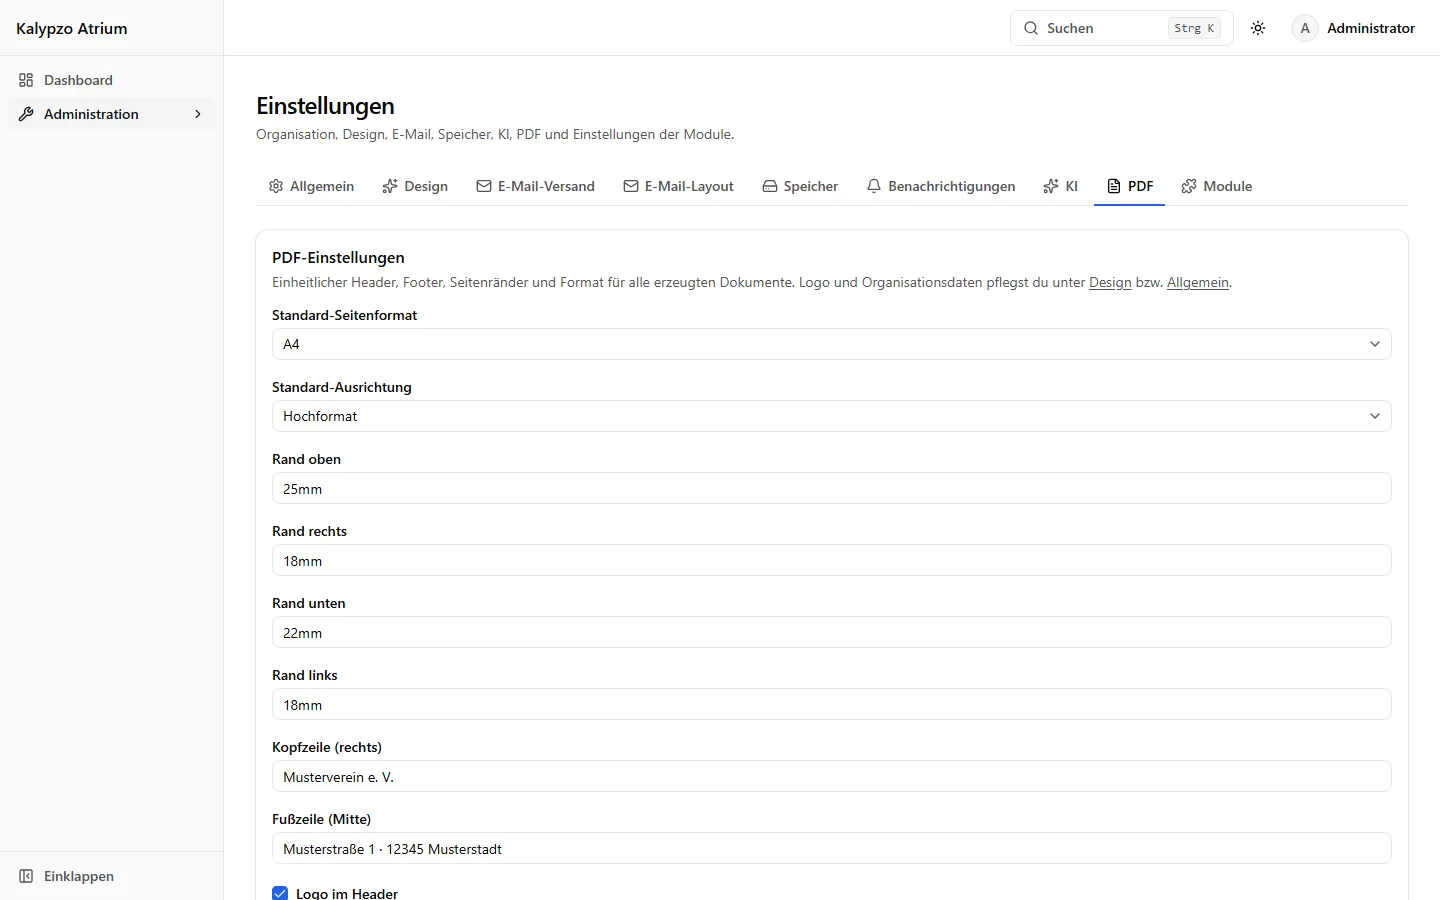 Kalypzo Atrium
Suchen
Strg K
A
Administrator
Dashboard
Administration
Einstellungen
Organisation, Design, E-Mail, Speicher, KI, PDF und Einstellungen der Module.
Allgemein
Design
E-Mail-Versand
E-Mail-Layout
Speicher
Benachrichtigungen
KI
PDF
Module
PDF-Einstellungen
Einheitlicher Header, Footer, Seitenränder und Format für alle erzeugten Dokumente. Logo und Organisationsdaten pflegst du unter Design bzw. Allgemein.
Standard-Seitenformat
A4
Standard-Ausrichtung
Hochformat
Rand oben
25mm
Rand rechts
18mm
Rand unten
22mm
Rand links
18mm
Kopfzeile (rechts)
Musterverein e. V.
Fußzeile (Mitte)
Musterstraße 1 · 12345 Musterstadt
Logo im Header
Einklappen